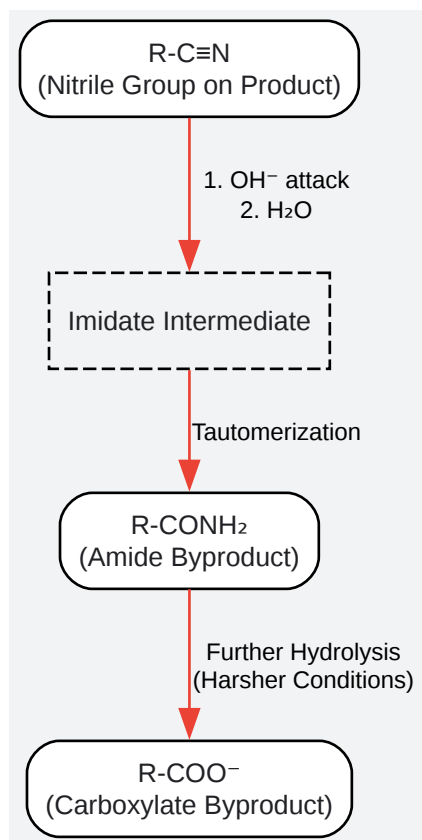 R-C≡N
(Nitrile Group on Product)
1. OH⁻ attack
2. H₂O
Imidate Intermediate
Tautomerization
R-CONH₂
(Amide Byproduct)
Further Hydrolysis
(Harsher Conditions)
R-COO⁻
(Carboxylate Byproduct)